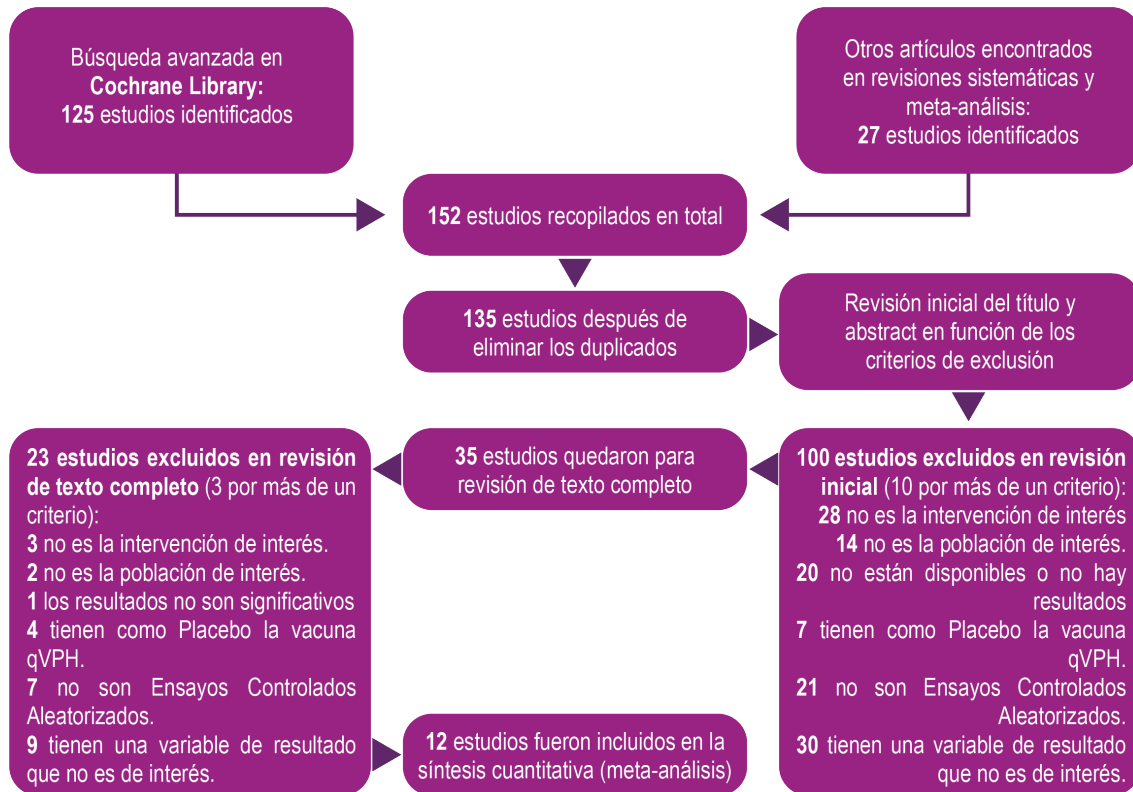 Búsqueda avanzada en
Cochrane Library:
125 estudios identificados
Otros artículos encontrados
en revisiones sistemáticas y
meta-análisis:
27 estudios identificados
152 estudios recopilados en total
135 estudios después de
eliminar los duplicados
Revisión inicial del título y
abstract en función de los
criterios de exclusión
100 estudios excluidos en revisión
inicial (10 por más de un criterio):
28 no es la intervención de interés
14 no es la población de interés.
20 no están disponibles o no hay
resultados
7 tienen como Placebo la vacuna
qVPH.
21 no son Ensayos Controlados
Aleatorizados.
30 tienen una variable de resultado
que no es de interés.
35 estudios quedaron para
revisión de texto completo
23 estudios excluidos en revisión
de texto completo (3 por más de un
criterio):
3 no es la intervención de interés.
2 no es la población de interés.
1 los resultados no son significativos
4 tienen como Placebo la vacuna
qVPH.
7 no son Ensayos Controlados
Aleatorizados.
9 tienen una variable de resultado
que no es de interés.
12 estudios fueron incluidos en la
síntesis cuantitativa (meta-análisis)